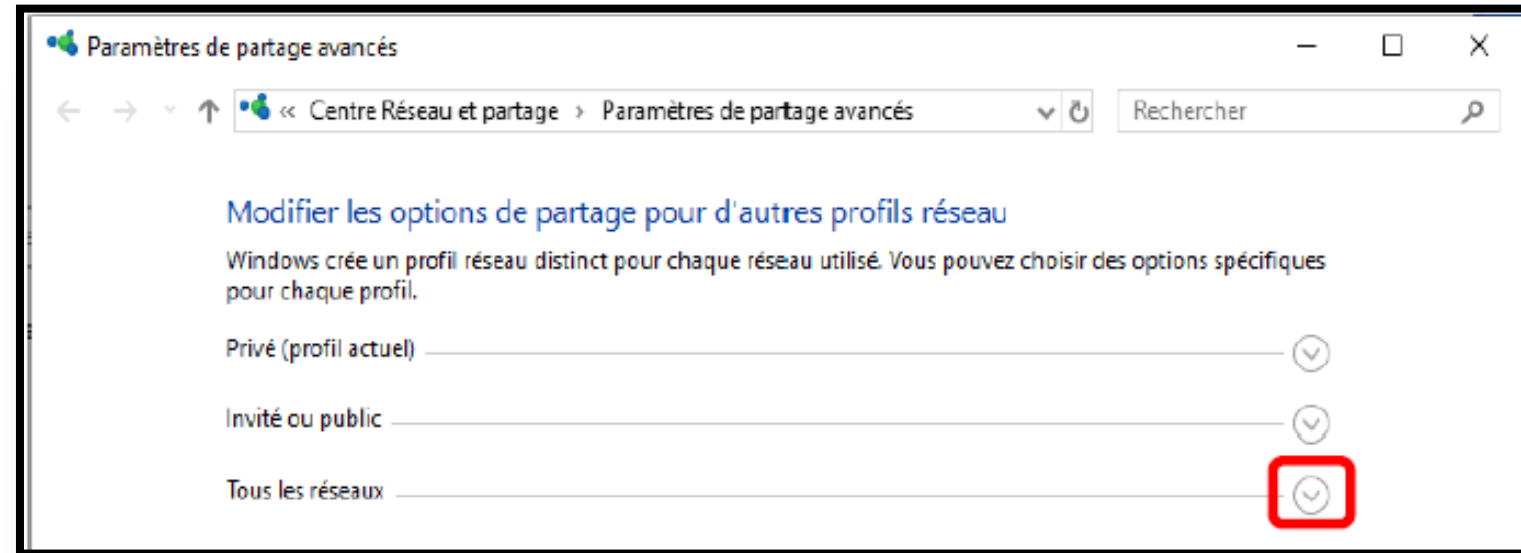 Paramètres de partage avancés
« Centre Réseau et partage › Paramètres de partage avancés
Rechercher
Modifier les options de partage pour d'autres profils réseau
Windows crée un profil réseau distinct pour chaque réseau utilisé. Vous pouvez choisir des options spécifiques
pour chaque profil.
Privé (profil actuel)
Invité ou public
Tous les réseaux